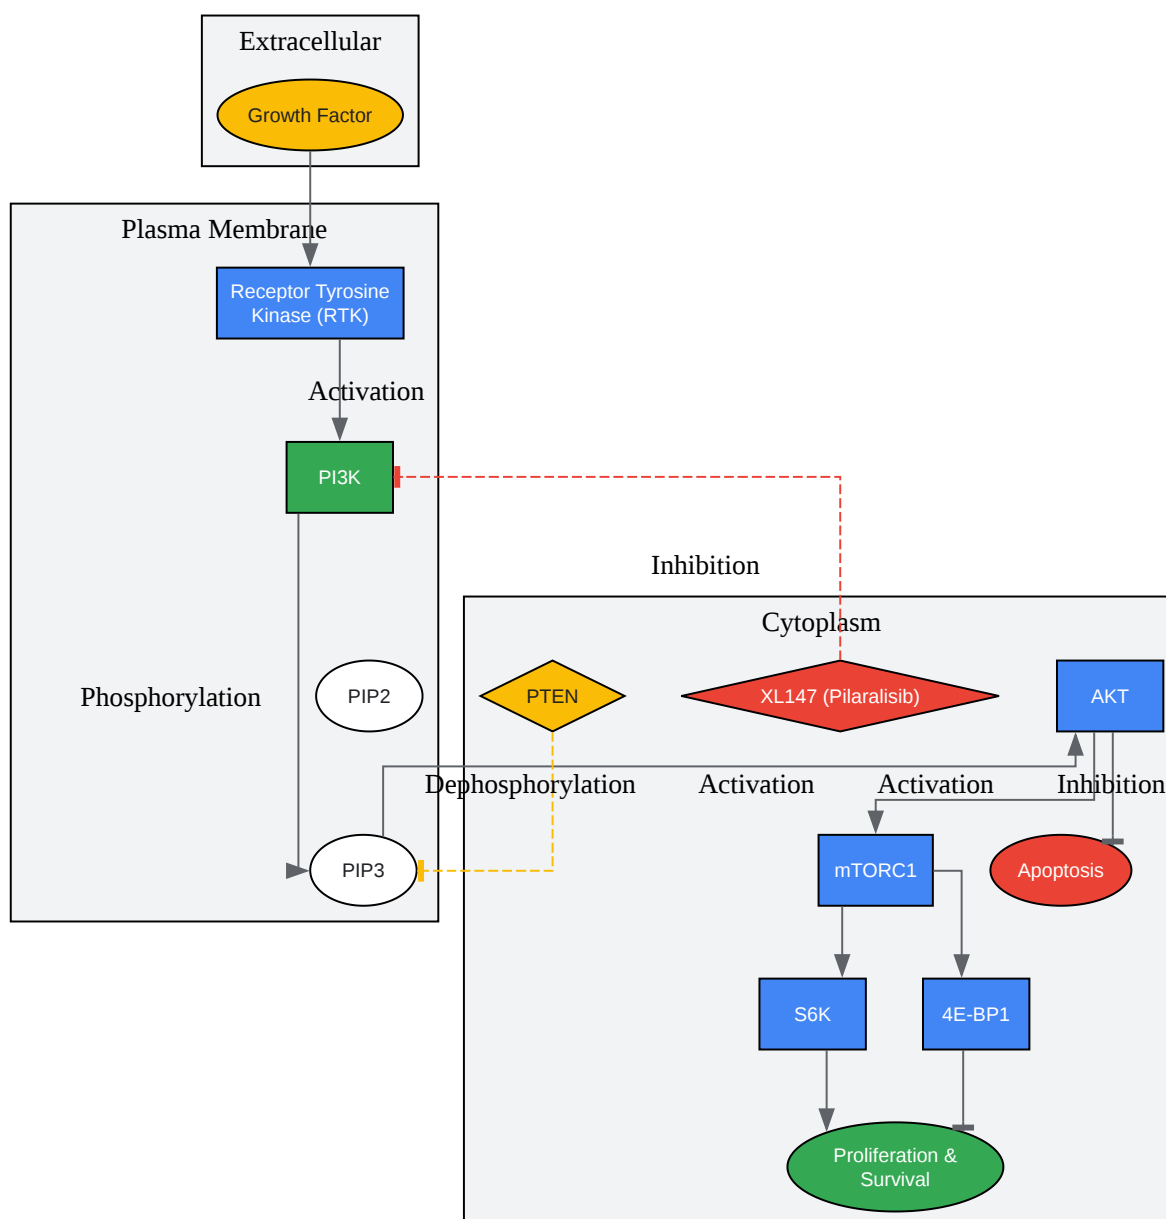 Extracellular
Growth Factor
Plasma Membrane
Receptor Tyrosine
Kinase (RTK)
Activation
PI3K
Inhibition
Cytoplasm
Phosphorylation
PIP2
PTEN
XL147 (Pilaralisib)
AKT
Dephosphorylation
Activation
Activation
Inhibition
PIP3
mTORC1
Apoptosis
S6K
4E-BP1
Proliferation &
Survival